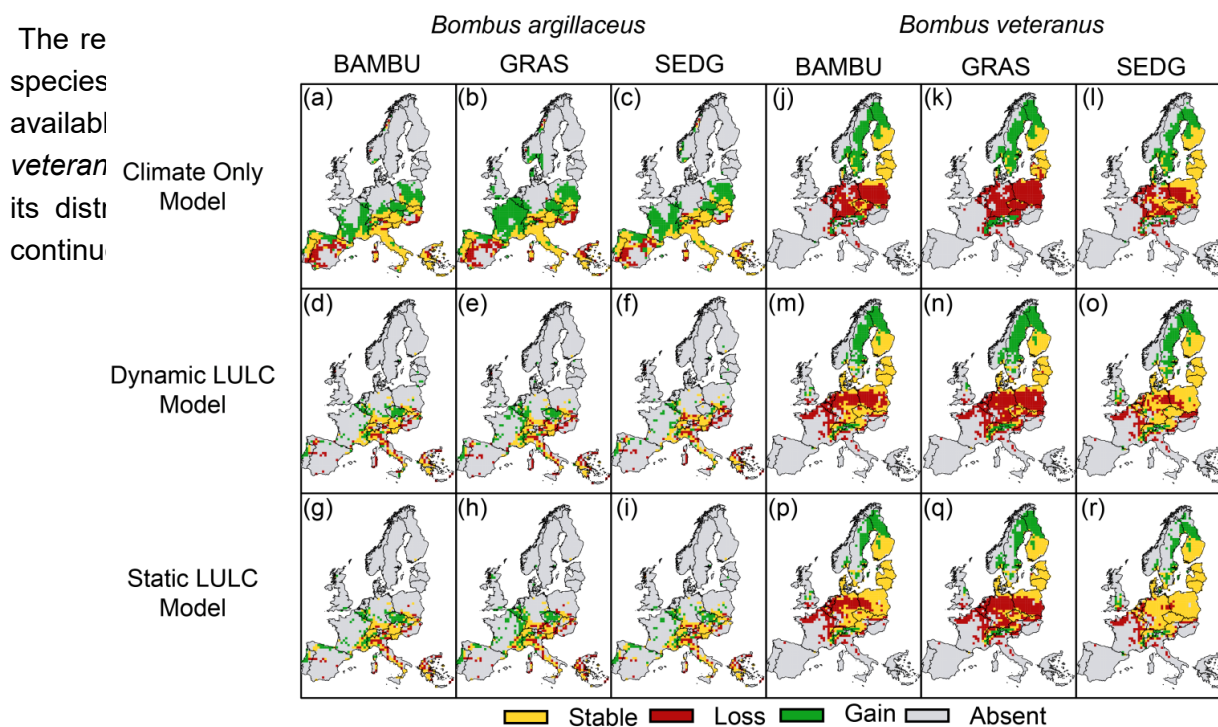 The re
species
availabl
veteran
its distr
continu
Bombus argillaceus Bombus veteranus
BAMBU GRAS SEDG BAMBU GRAS SEDG
(a) (b) (c) (j) (k) (l)
Climate Only
Model
(d) (e) (f) (m) (n) (o)
Dynamic LULC
Model
(g) (h) (i) (p) (q) (r)
Static LULC
Model
Stable Loss Gain Absent